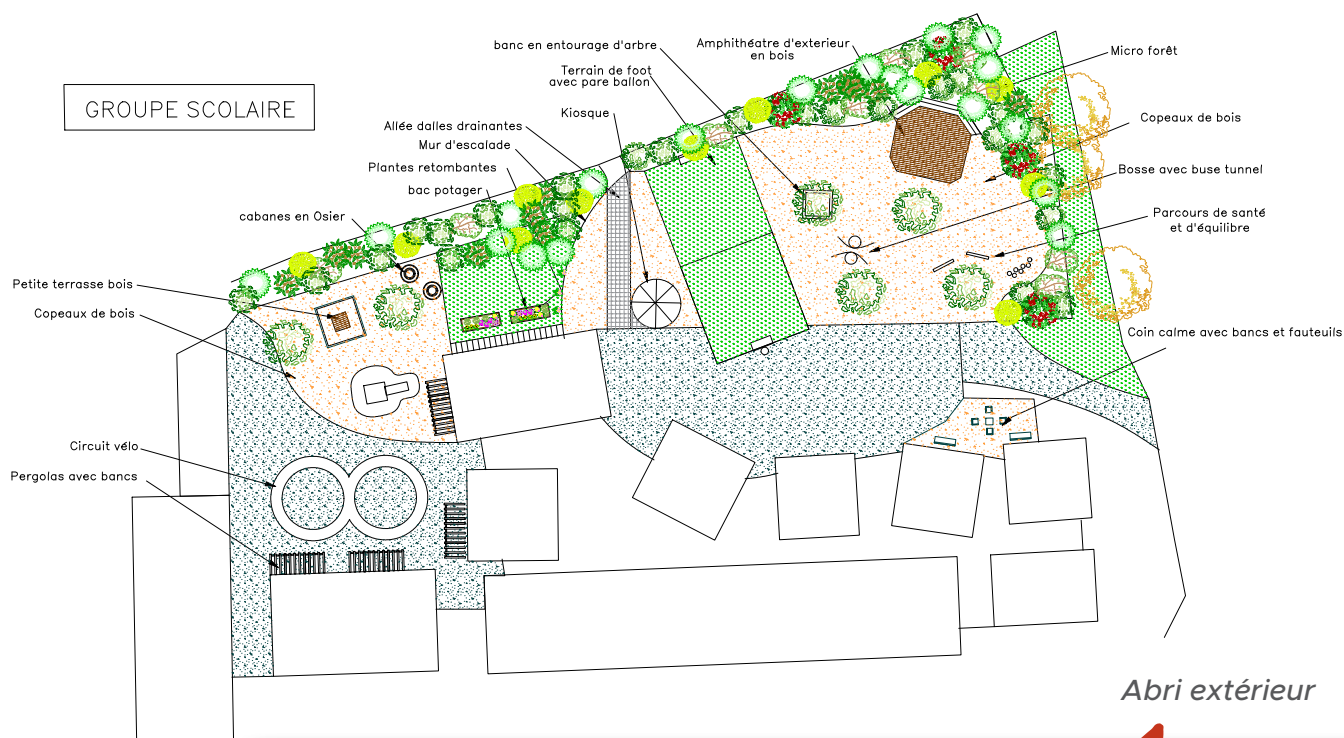 GROUPE SCOLAIRE
banc en entourage d'arbre
Amphithéatre d'exterieur
en bois
Micro forêt
Terrain de foot
avec pare ballon
Kiosque
Copeaux de bois
Allée dalles drainantes
Mur d'escalade
Plantes retombantes
bac potager
Bosse avec buse tunnel
cabanes en Osier
Parcours de santé
et d'équilibre
Petite terrasse bois
Copeaux de bois
Coin calme avec bancs et fauteuils
Circuit vélo
Pergolas avec bancs
Abri extérieur